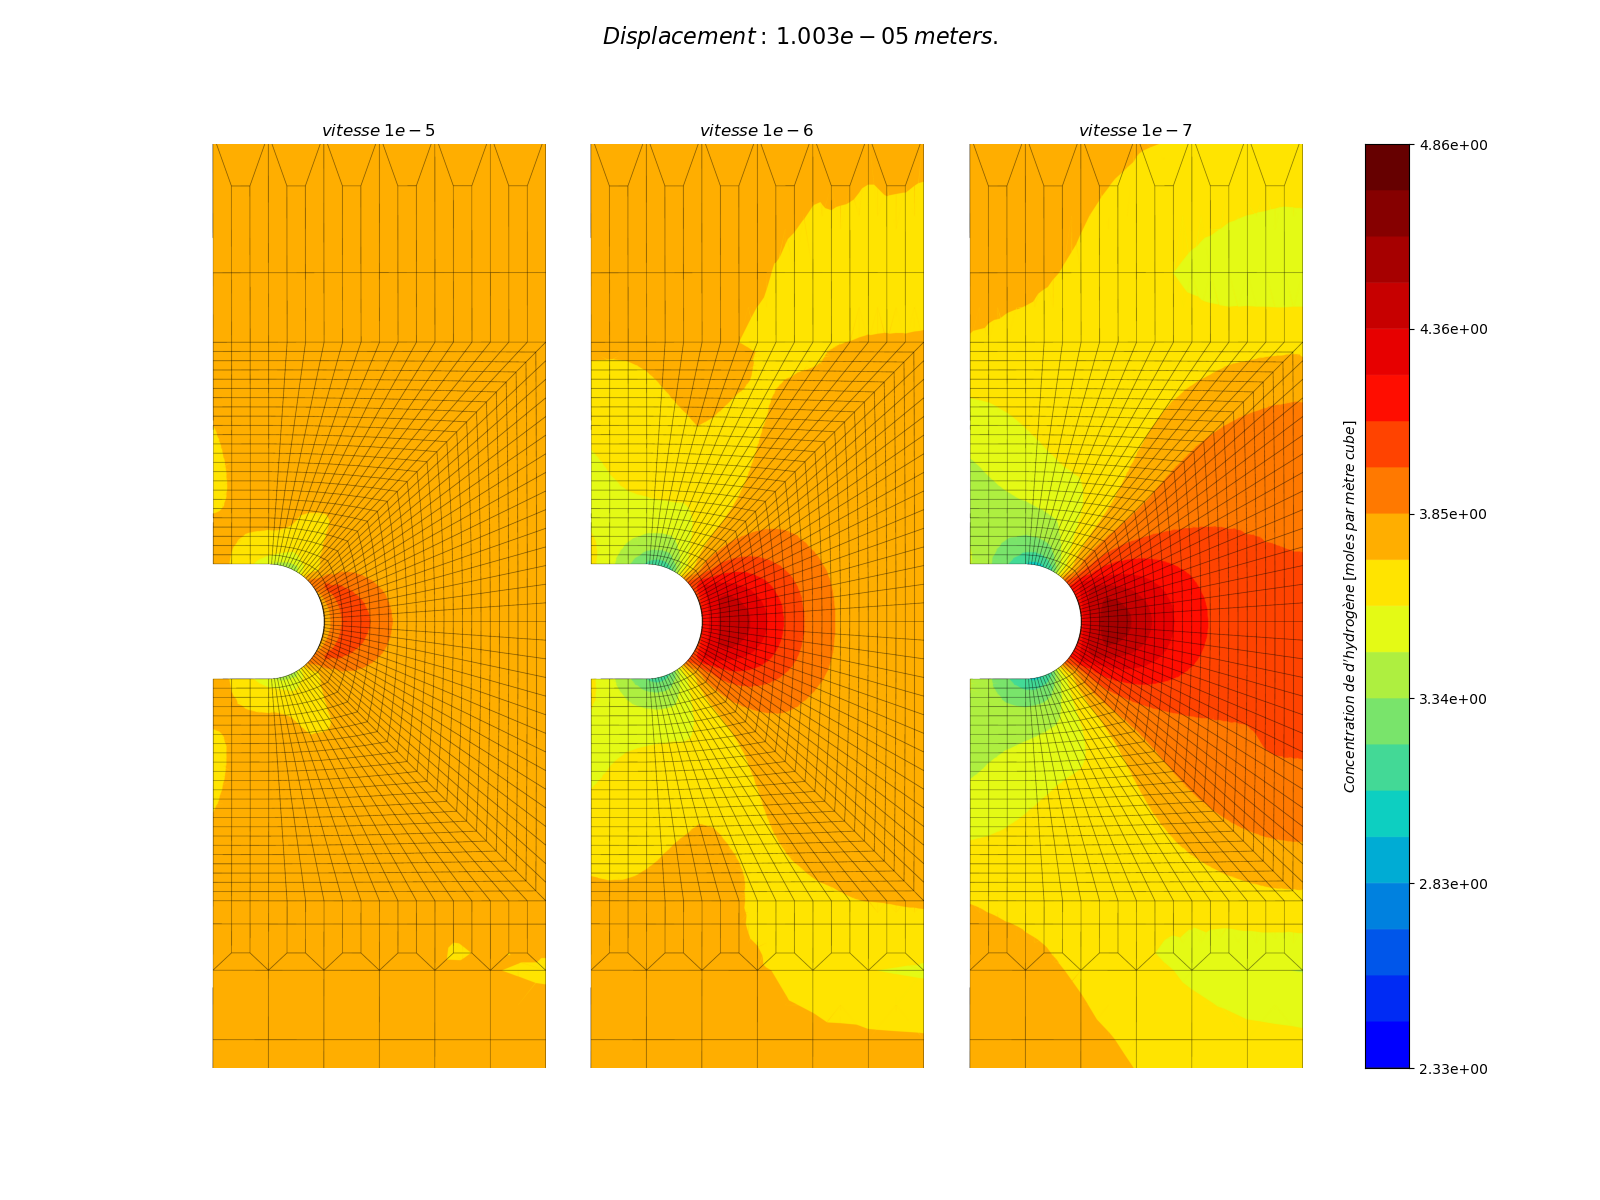 Displacement : 1.003e − 05 meters.
vitesse 1e − 5
vitesse 1e − 6
vitesse 1e − 7
4.86e+00
4.36e+00
3.85e+00
3.34e+00
2.83e+00
2.33e+00
Concentration de d'hydrogène [moles par mètre cube]